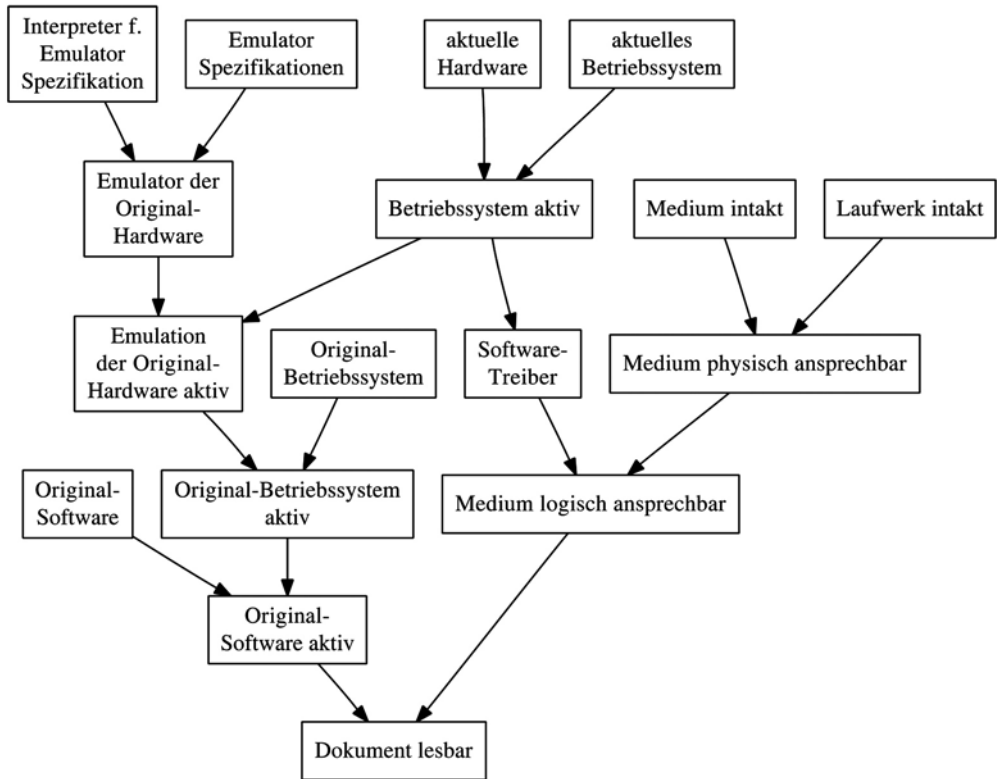 Interpreter f.
Emulator
Spezifikation
Emulator
Spezifikationen
aktuelle
Hardware
aktuelles
Betriebssystem
Emulator der
Original-
Hardware
Betriebssystem aktiv
Medium intakt
Laufwerk intakt
Emulation
der Original-
Hardware aktiv
Original-
Betriebssystem
Software-
Treiber
Medium physisch ansprechbar
Original-
Software
Original-Betriebssystem
aktiv
Medium logisch ansprechbar
Original-
Software aktiv
Dokument lesbar